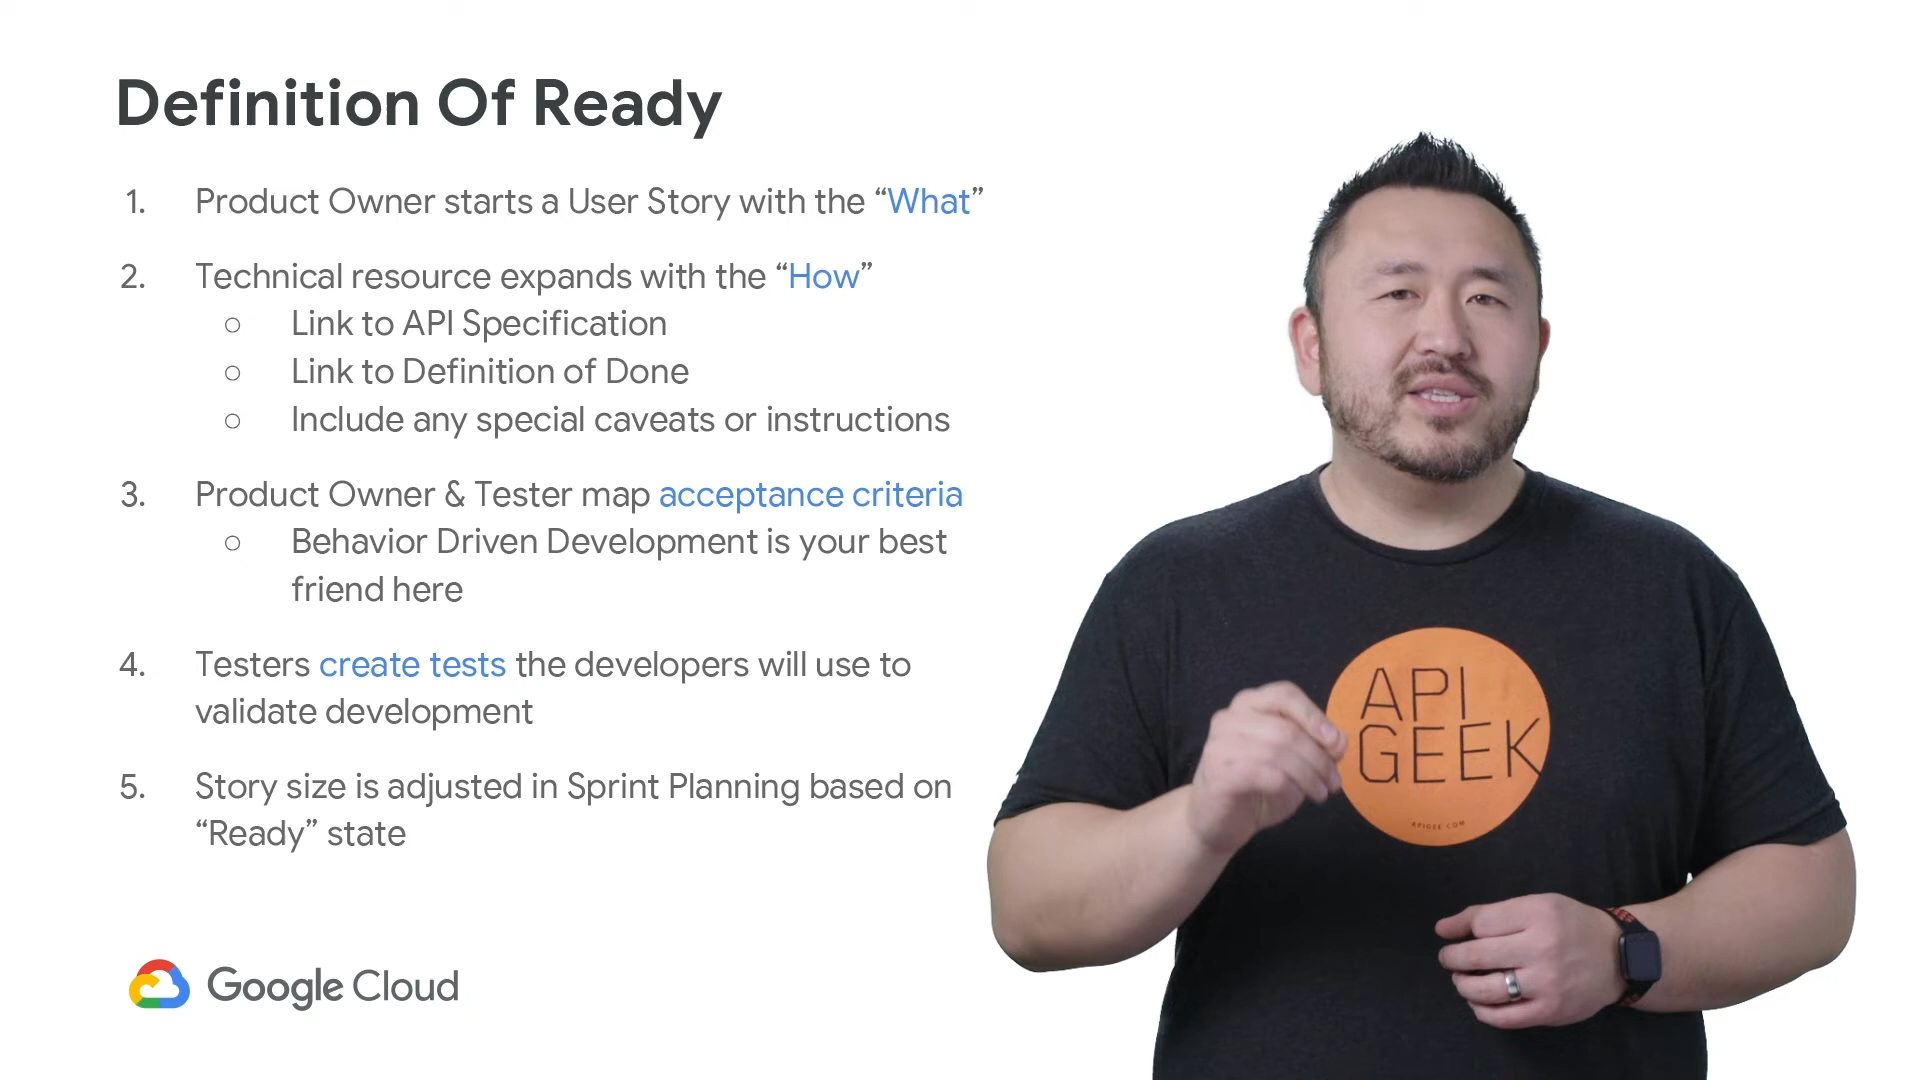 Definition Of Ready
1. Product Owner starts a User Story with the “What”
2. Technical resource expands with the “How”
○ Link to API Specification
○ Link to Definition of Done
○ Include any special caveats or instructions
3. Product Owner & Tester map acceptance criteria
○ Behavior Driven Development is your best
friend here
4. Testers create tests the developers will use to
validate development
5. Story size is adjusted in Sprint Planning based on
“Ready” state
Google Cloud
API
GEEK
APIGEE.COM